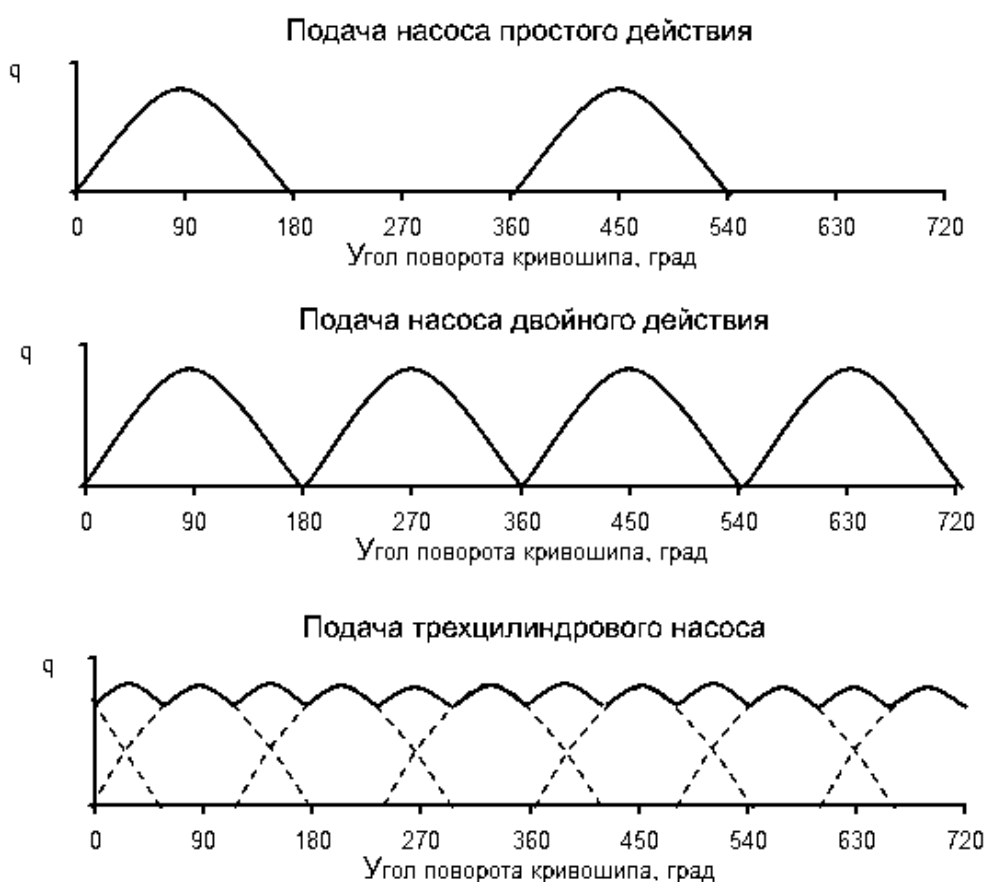 Подача насоса простого действия
q
0 90 180 270 360 450 540 630 720
Угол поворота кривошипа, град
Подача насоса двойного действия
q
0 90 180 270 360 450 540 630 720
Угол поворота кривошипа, град
Подача трехцилиндрового насоса
q
0 90 180 270 360 450 540 630 720
Угол поворота кривошипа, град